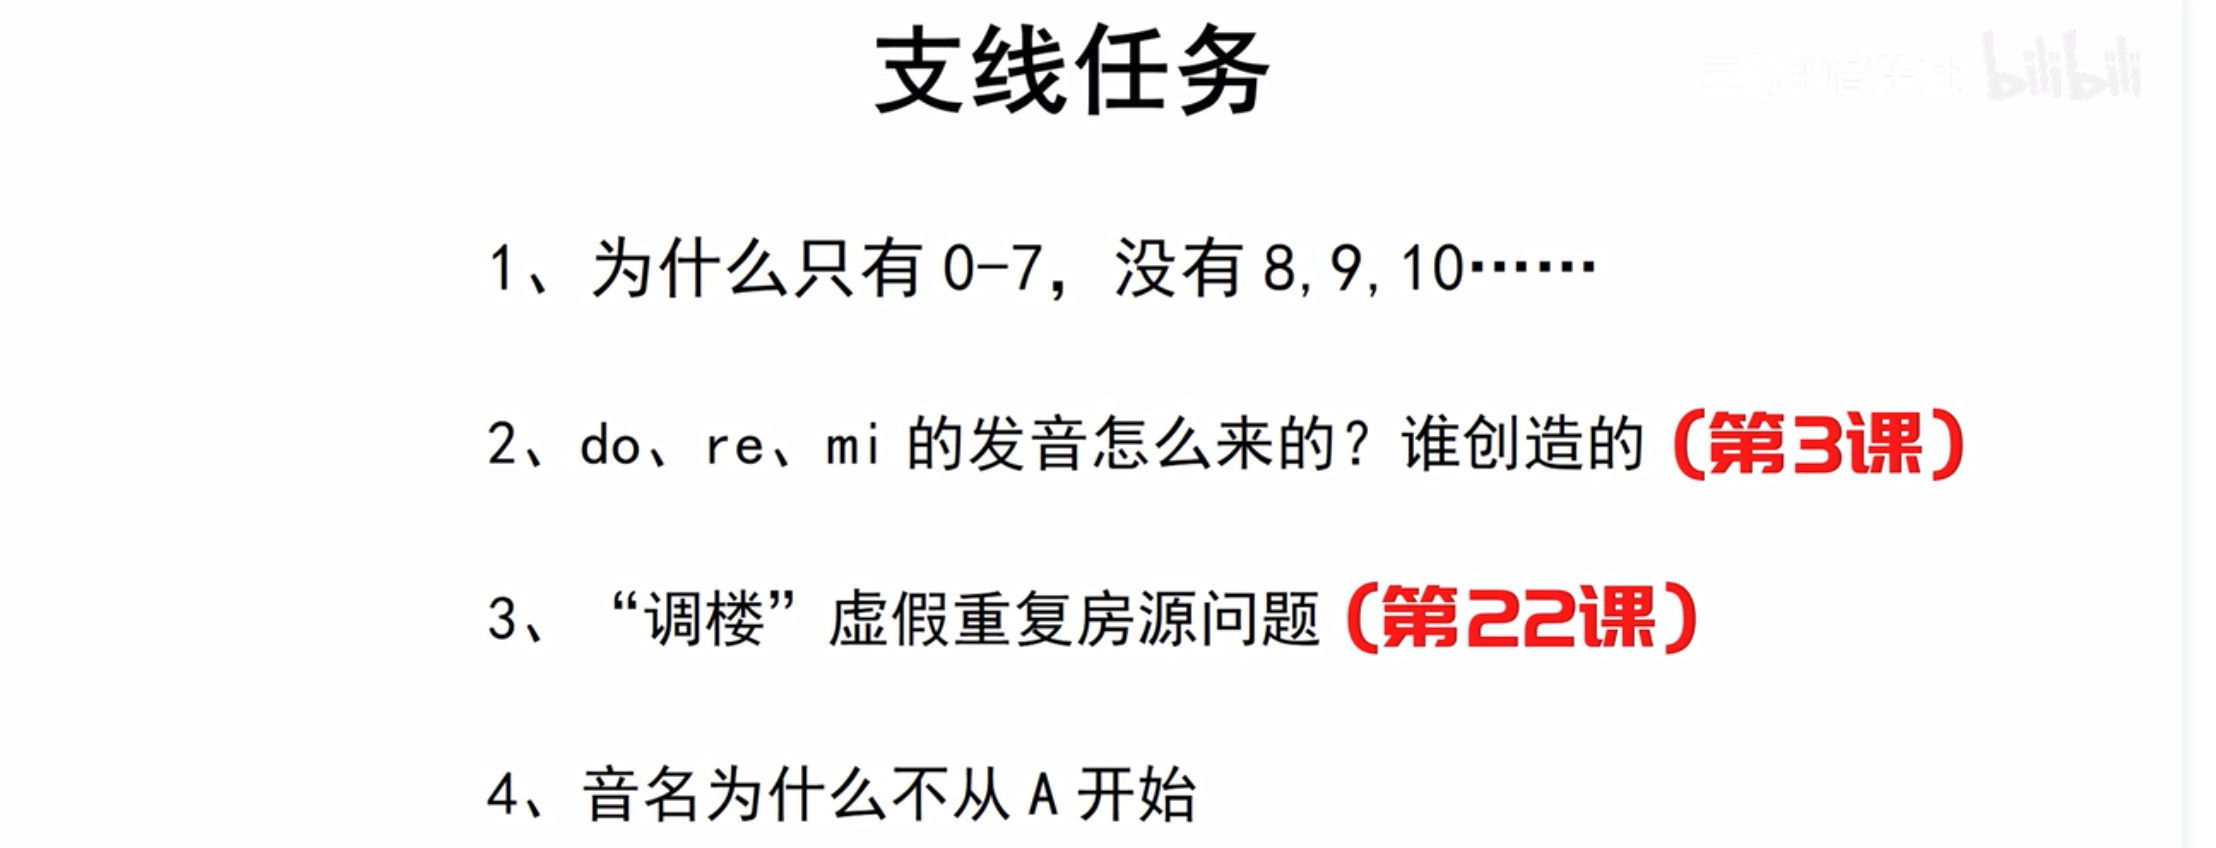 支线任务
bilibili
1、为什么只有0-7，没有8,9,10……
2、do、re、mi的发音怎么来的？谁创造的（第3课）
3、“调楼”虚假重复房源问题（第22课）
4、音名为什么不从A开始